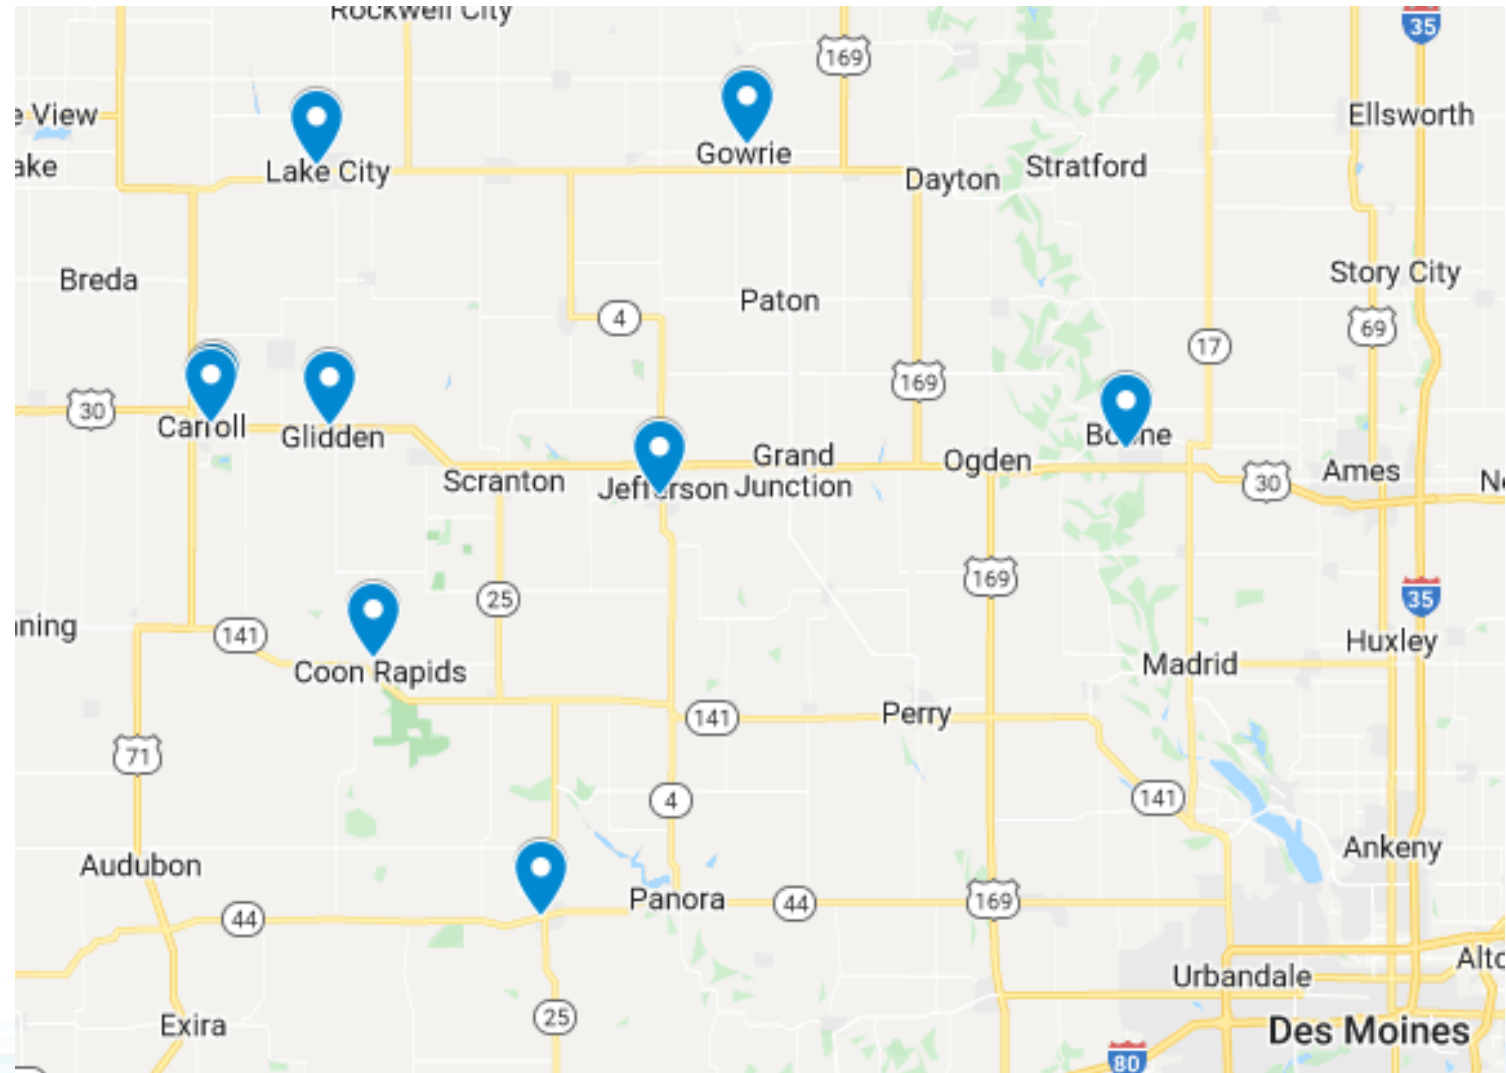 Rockwell City
35
169
e View
Ellsworth
Gowrie
Lake City
ake
Dayton
Stratford
Breda
Story City
Paton
4
69
17
169
30
Carroll
Glidden
Boone
Grand
Junction
Ogden
Scranton
Jefferson
30
Ames
169
25
35
ning
141
Huxley
Coon Rapids
Madrid
141
Perry
71
4
141
Ankeny
Audubon
Panora
44
169
44
Urbandale
Alto
25
Exira
Des Moines
80